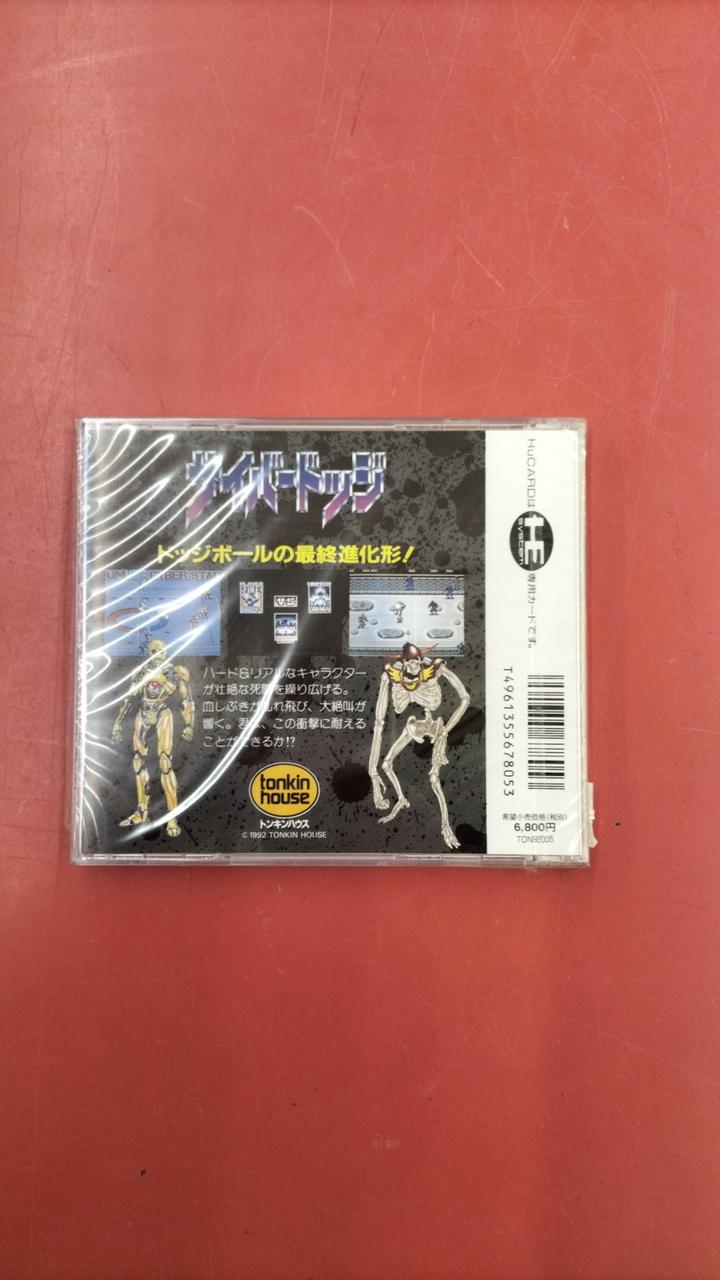 サイバードッジ
ドッジボールの最終進化形!
CYBER STAR
VS
ハード&リアルなキャラクター
が壮絶な死闘を繰り広げる。
血しぶきが乱れ飛び、大絶叫が
響く。君は、この衝撃に耐える
ことができるか!?
tonkin
house
トンキンハウス
© 1992 TONKIN HOUSE
HuCARDは HE SYSTEM 専用カードです。
T4961355678053
希望小売価格(税別)
6,800円
TON92005